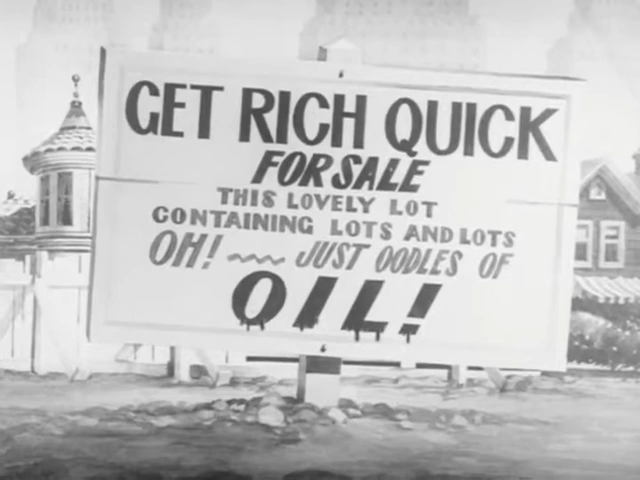 GET RICH QUICK
FOR SALE
THIS LOVELY LOT
CONTAINING LOTS AND LOTS
OH! ~~ JUST OODLES OF
OIL!